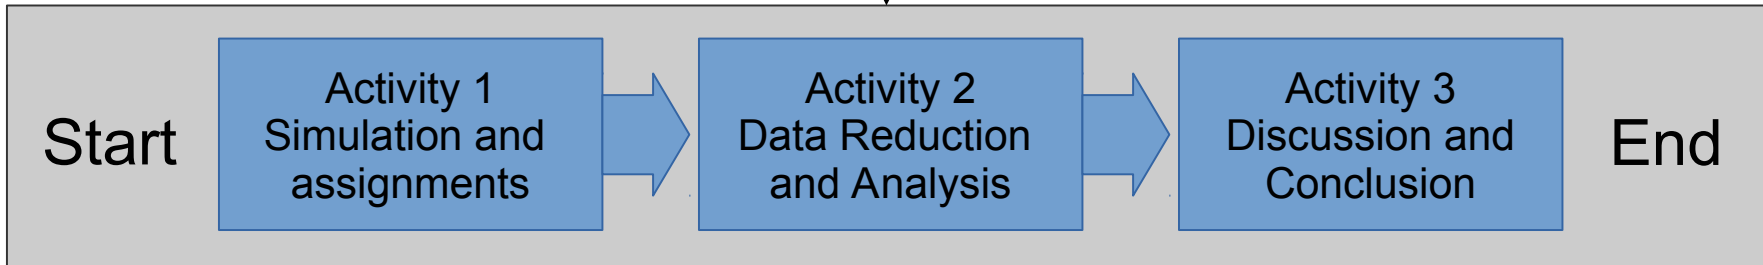 Start
Activity 1
Simulation and
assignments
Activity 2
Data Reduction
and Analysis
Activity 3
Discussion and
Conclusion
End